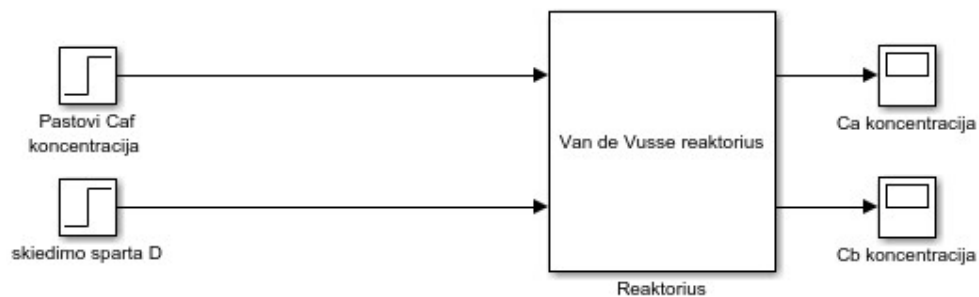 Pastovi Caf
koncentracija
skiedimo sparta D
Van de Vusse reaktorius
Reaktorius
Ca koncentracija
Cb koncentracija